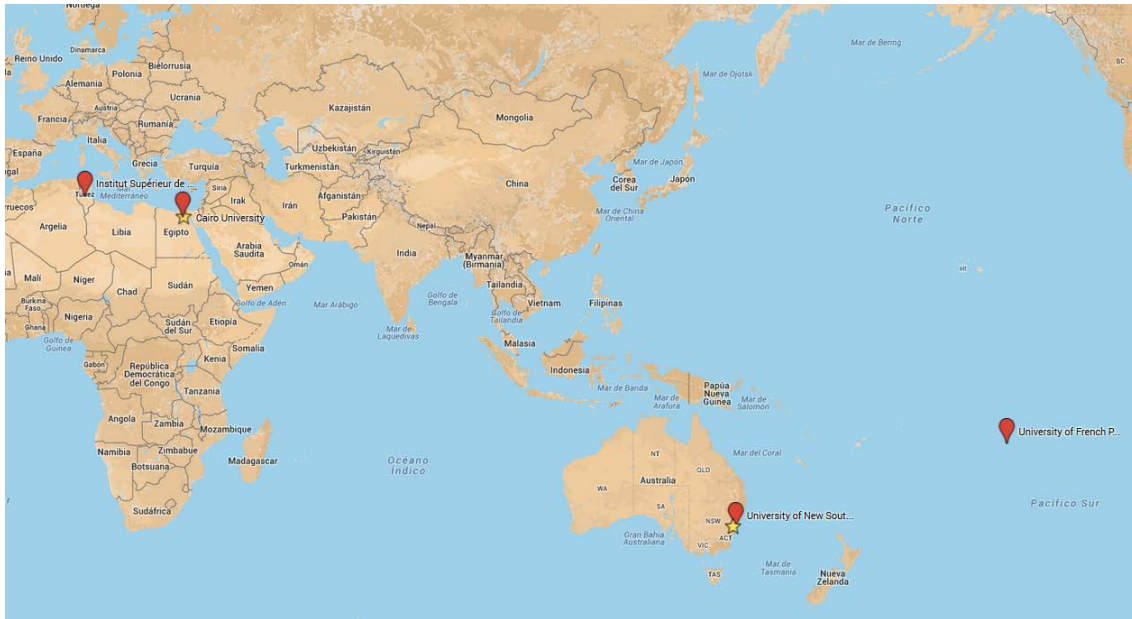 Noruega
Mar de Bering
Reino Unido
Dinamarca
Bielorrusia
Polonia
Mar de Ojotsk
BC
Alemania
Ucrania
Austria
Kazajistán
Francia
Rumanía
Mongolia
Italia
Uzbekistán
Kirguistán
España
Grecia
Turquía
Turkmenistán
Mar de Japón
gal
Corea
del Sur
Japón
China
Institut Supérieur de ...
Siria
Túnez
Mediterráneo
Afganistán
Irak
Irán
rruecos
Pacífico
Norte
Mar de China
Oriental
Cairo University
Pakistán
Argelia
Libia
Egipto
Nepal
Arabia
Saudita
India
Myanmar
(Birmania)
Omán
HI
Malí
Níger
Sudán
Yemen
Tailandia
Chad
Golfo de
Bengala
Burkina
Faso
Golfo de Adén
Mar Arábigo
Vietnam
Filipinas
Nigeria
Golfo de
Tailandia
Ghana
Sudán
del Sur
Etiopía
Mar de
Laquedivas
Golfo de
Guinea
Somalia
Malasia
Gabón
Kenia
República
Democrática
del Congo
Indonesia
Tanzania
Mar de Banda
Papúa
Nueva
Guinea
Mar de
Arafura
Mar de
Salomón
Angola
Zambia
Mozambique
University of French P...
Namibia
Zimbabue
Botsuana
Madagascar
Océano
Índico
NT
Mar del Coral
QLD
Australia
WA
Pacífico Sur
Sudáfrica
SA
NSW
University of New Sout...
Gran Bahía
Australiana
ACT
VIC
Mar de
Tasmania
TAS
Nueva
Zelanda